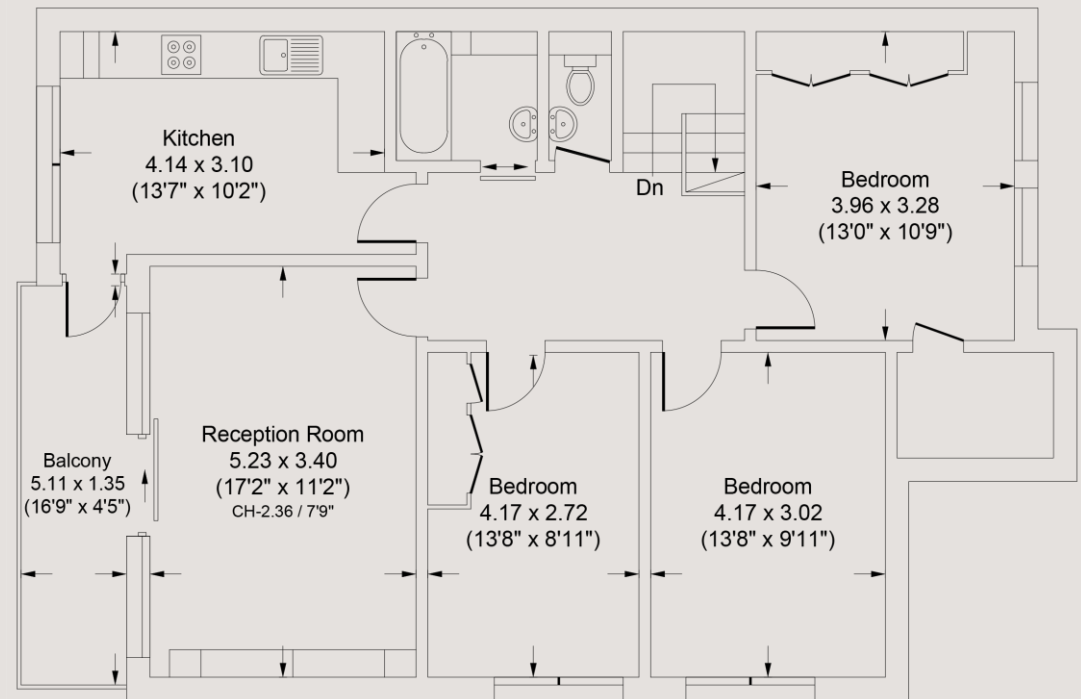 Kitchen
4.14 x 3.10
(13'7" x 10'2")
Dn
Bedroom
3.96 x 3.28
(13'0" x 10'9")
Balcony
5.11 x 1.35
(16'9" x 4'5")
Reception Room
5.23 x 3.40
(17'2" x 11'2")
CH-2.36 / 7'9"
Bedroom
4.17 x 2.72
(13'8" x 8'11")
Bedroom
4.17 x 3.02
(13'8" x 9'11")